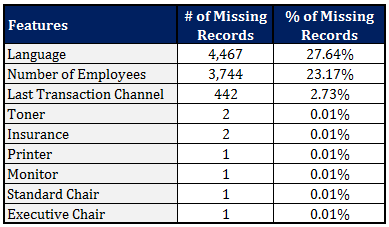 Features # of Missing Records % of Missing Records
Language 4,467 27.64%
Number of Employees 3,744 23.17%
Last Transaction Channel 442 2.73%
Toner 2 0.01%
Insurance 2 0.01%
Printer 1 0.01%
Monitor 1 0.01%
Standard Chair 1 0.01%
Executive Chair 1 0.01%